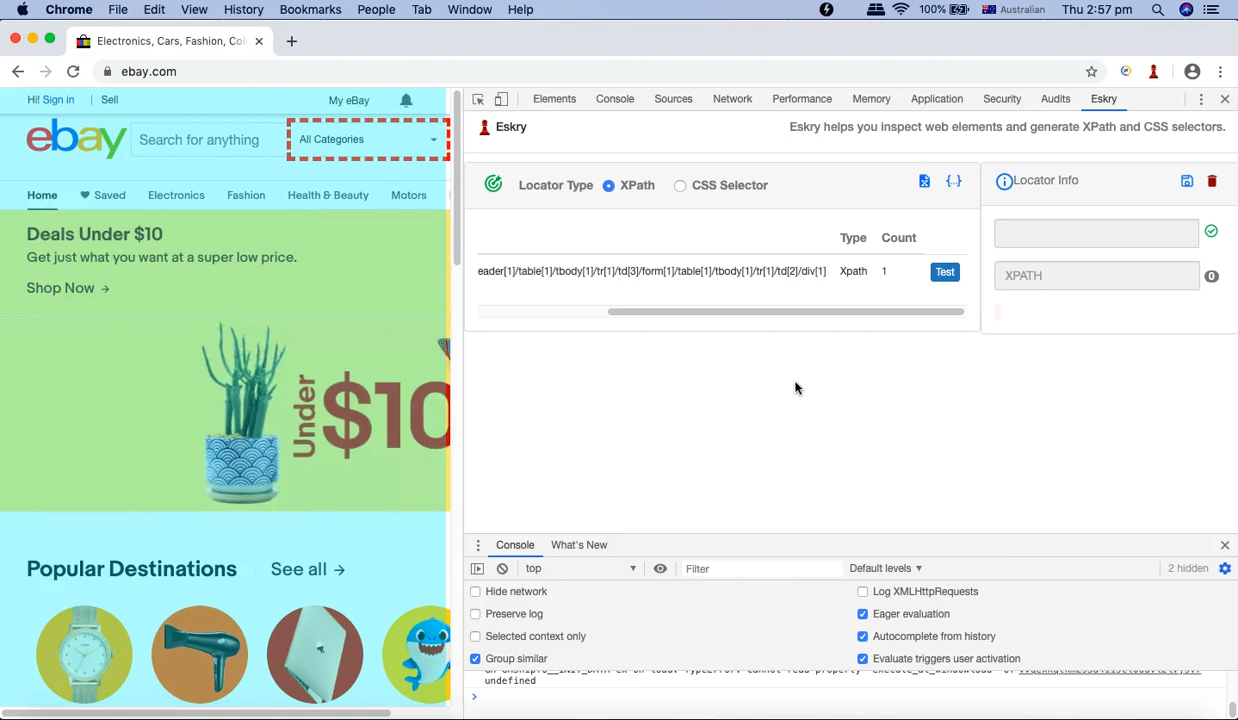 Chrome File Edit View History Bookmarks People Tab Window Help 100% Australian Thu 2:57 pm
Electronics, Cars, Fashion, Col
ebay.com
Hi! Sign in | Sell My eBay
Elements Console Sources Network Performance Memory Application Security Audits Eskry
Eskry Eskry helps you inspect web elements and generate XPath and CSS selectors.
ebay Search for anything All Categories
Locator Type XPath CSS Selector {..} Locator Info
Home Saved Electronics Fashion Health & Beauty Motors
Type Count
Deals Under $10
Get just what you want at a super low price.
eader[1]/table[1]/tbody[1]/tr[1]/td[3]/form[1]/table[1]/tbody[1]/tr[1]/td[2]/div[1] Xpath 1 Test
XPATH 0
Shop Now →
Under $10
Console What's New
top Filter Default levels 2 hidden
Hide network Log XMLHttpRequests
Preserve log Eager evaluation
Selected context only Autocomplete from history
Group similar Evaluate triggers user activation
Popular Destinations See all →
undefined
>